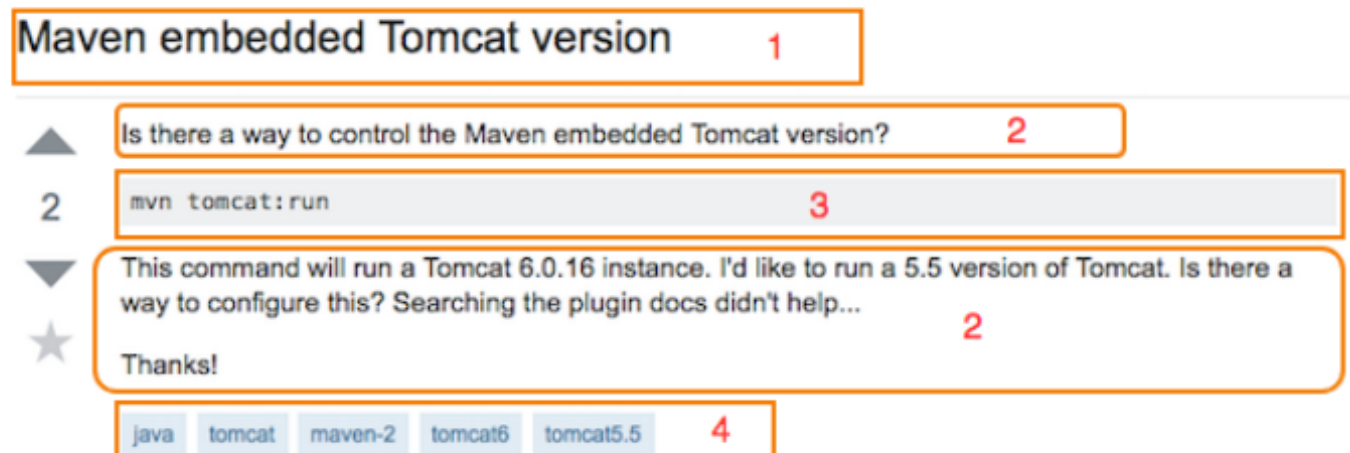 Maven embedded Tomcat version 1
Is there a way to control the Maven embedded Tomcat version? 2
2 mvn tomcat:run 3
This command will run a Tomcat 6.0.16 instance. I'd like to run a 5.5 version of Tomcat. Is there a
way to configure this? Searching the plugin docs didn't help...
2
Thanks!
java tomcat maven-2 tomcat6 tomcat5.5 4